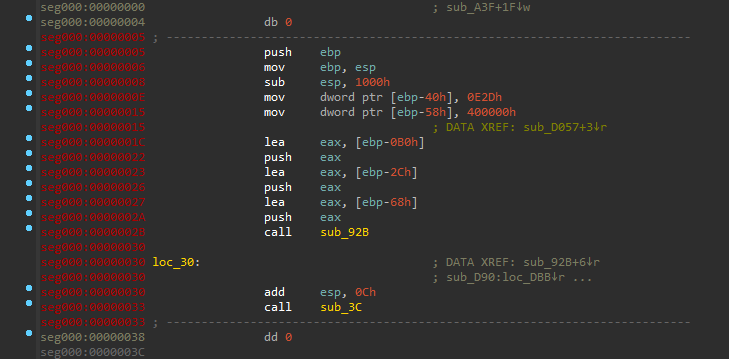 seg000:00000000 ; sub_A3F+1F↓w
seg000:00000004 db 0
seg000:00000005 ; ---------------------------------------------------------------------------
seg000:00000005 push ebp
seg000:00000006 mov ebp, esp
seg000:00000008 sub esp, 1000h
seg000:0000000E mov dword ptr [ebp-40h], 0E2Dh
seg000:00000015 mov dword ptr [ebp-58h], 400000h
seg000:00000015 ; DATA XREF: sub_D057+3↓r
seg000:0000001C lea eax, [ebp-0B0h]
seg000:00000022 push eax
seg000:00000023 lea eax, [ebp-2Ch]
seg000:00000026 push eax
seg000:00000027 lea eax, [ebp-68h]
seg000:0000002A push eax
seg000:0000002B call sub_92B
seg000:00000030
seg000:00000030 loc_30: ; DATA XREF: sub_92B+6↓r
seg000:00000030 ; sub_D90:loc_DBB↓r ...
seg000:00000030 add esp, 0Ch
seg000:00000033 call sub_3C
seg000:00000033 ; ---------------------------------------------------------------------------
seg000:00000038 dd 0
seg000:0000003C